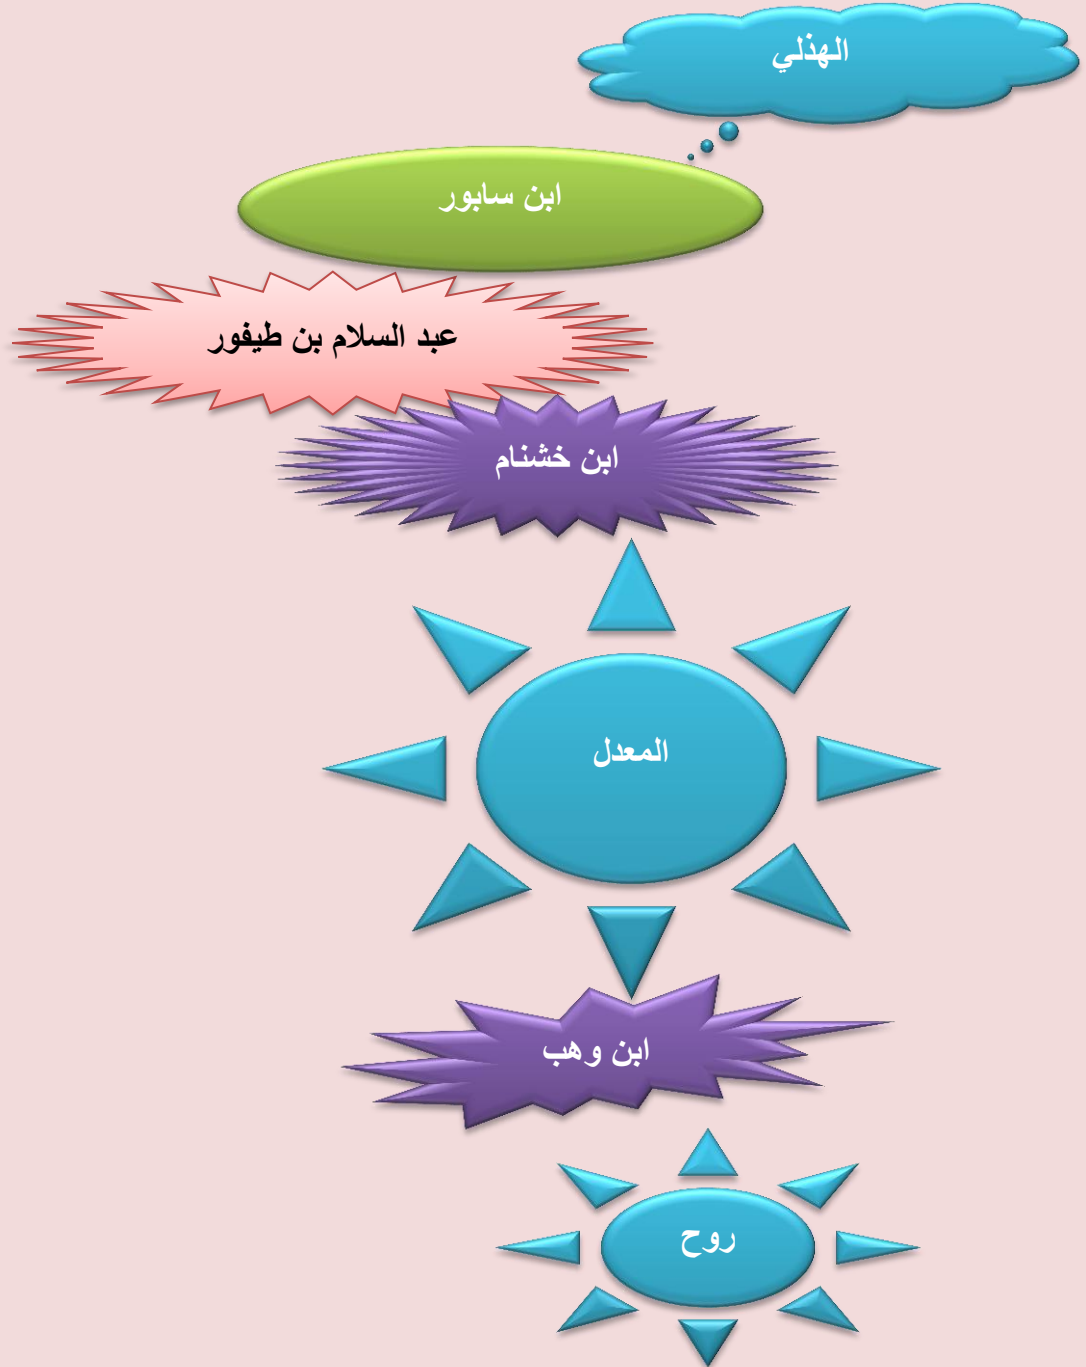 الهذلي
ابن سابور
عبد السلام بن طيفور
ابن خشنام
المعدل
ابن وهب
روح